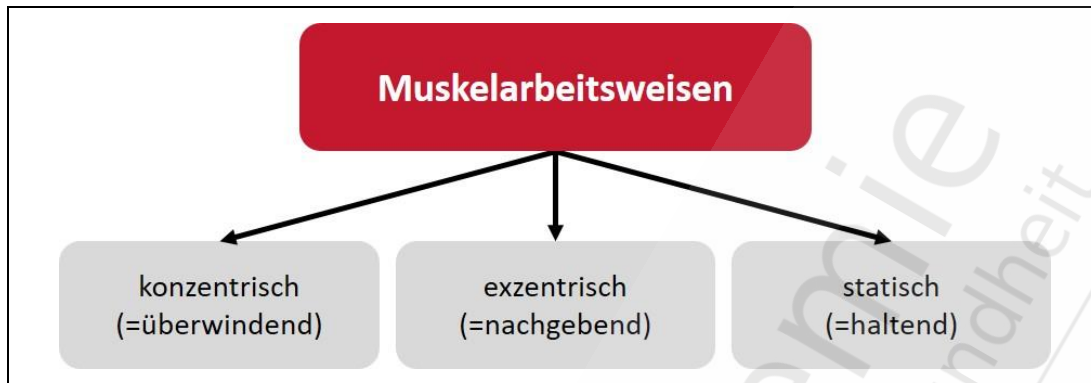 Muskelarbeitsweisen
konzentrisch
(=überwindend)
exzentrisch
(=nachgebend)
statisch
(=haltend)